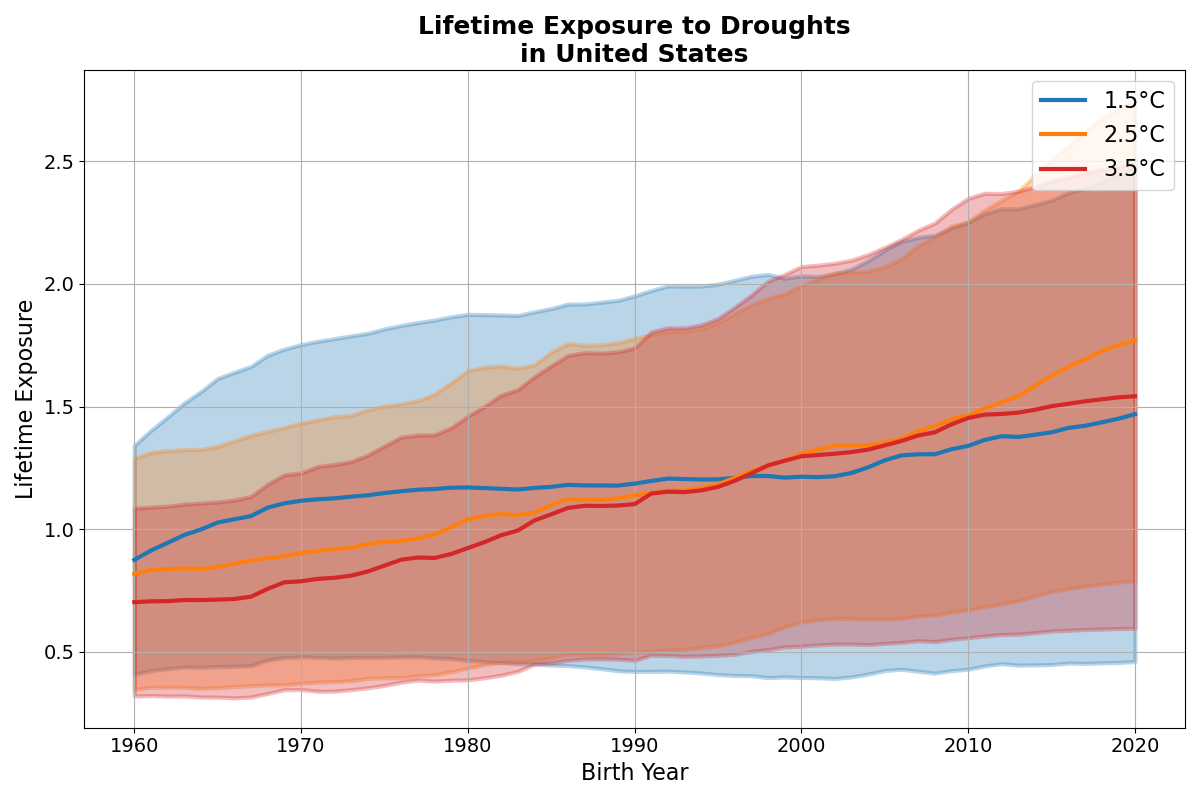 Lifetime Exposure to Droughts
in United States
1.5°C
2.5°C
3.5°C
Lifetime Exposure
2.5
2.0
1.5
1.0
0.5
1960 1970 1980 1990 2000 2010 2020
Birth Year